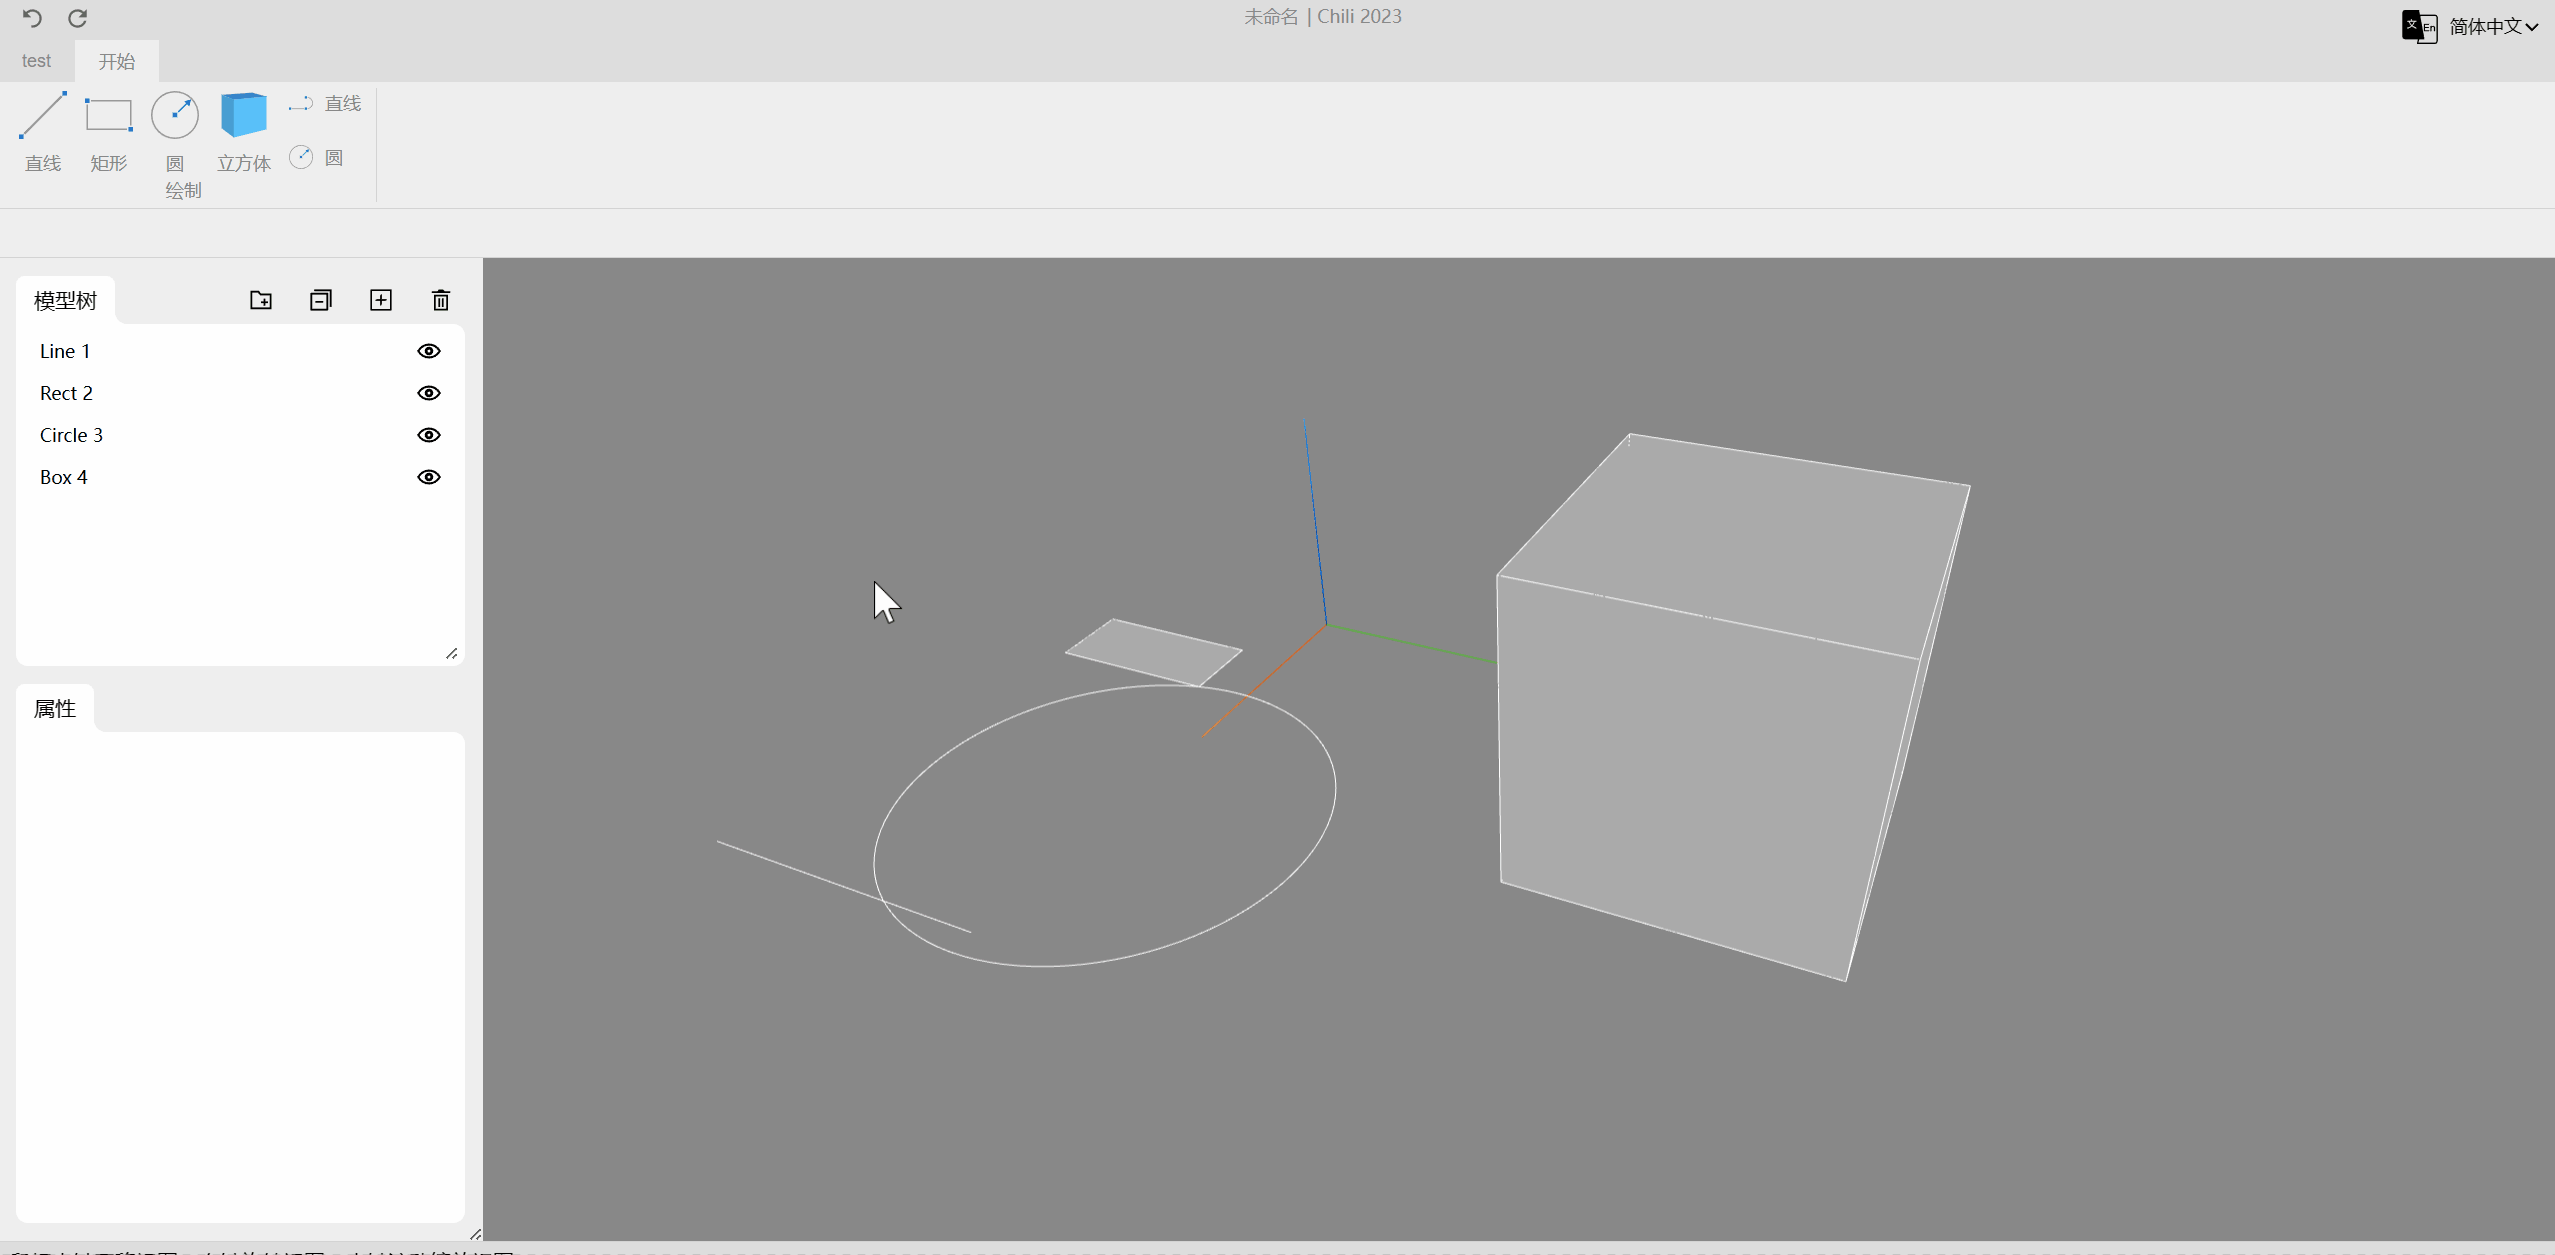 未命名 | Chili 2023
文 En 简体中文
test 开始
直线 矩形 圆 立方体 直线
圆
绘制
模型树
Line 1
Rect 2
Circle 3
Box 4
属性